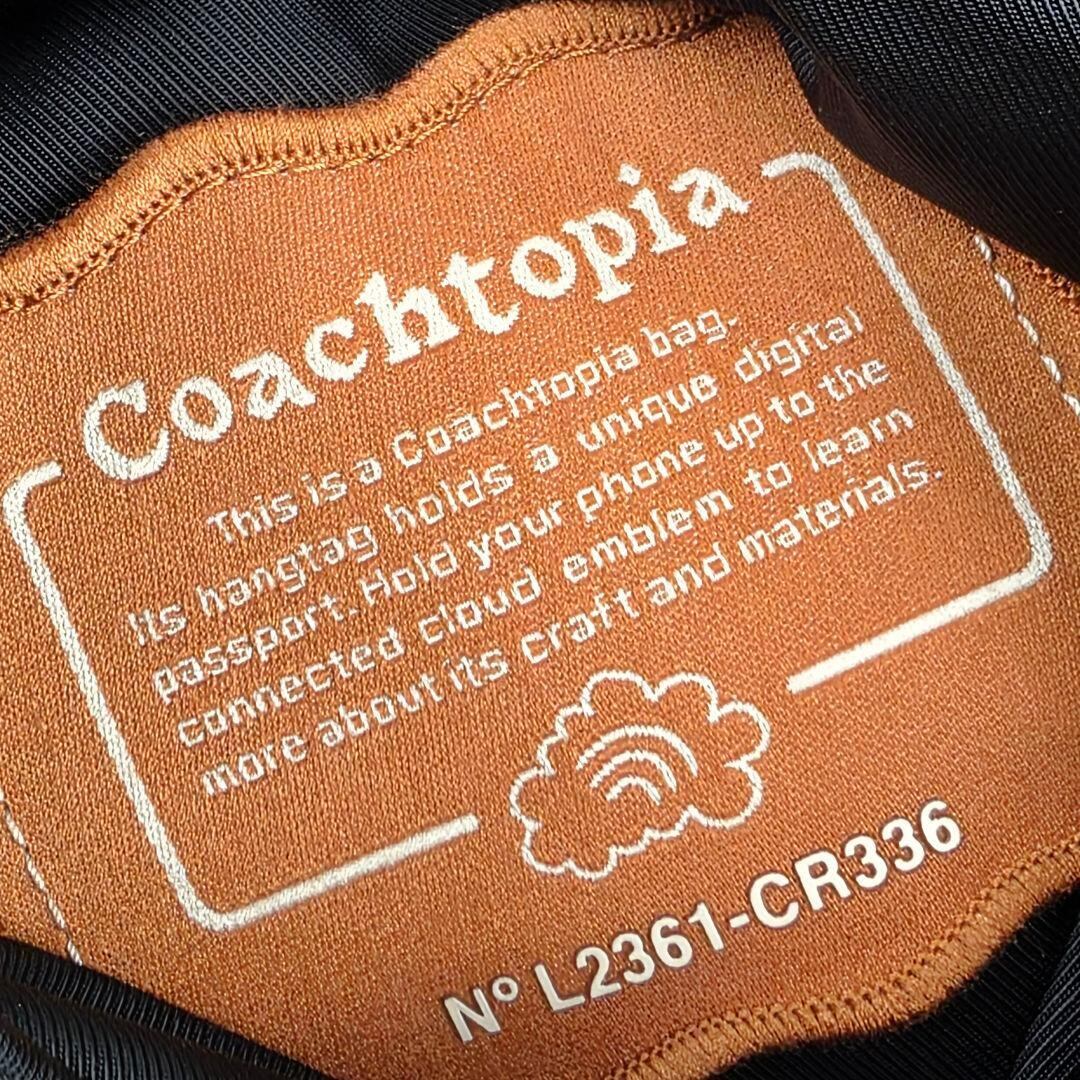 Coachtopia
This is a Coachtopia bag.
Its hangtag holds a unique digital
passport. Hold your phone up to the
connected cloud emblem to learn
more about its craft and materials.
Nº L2361-CR336